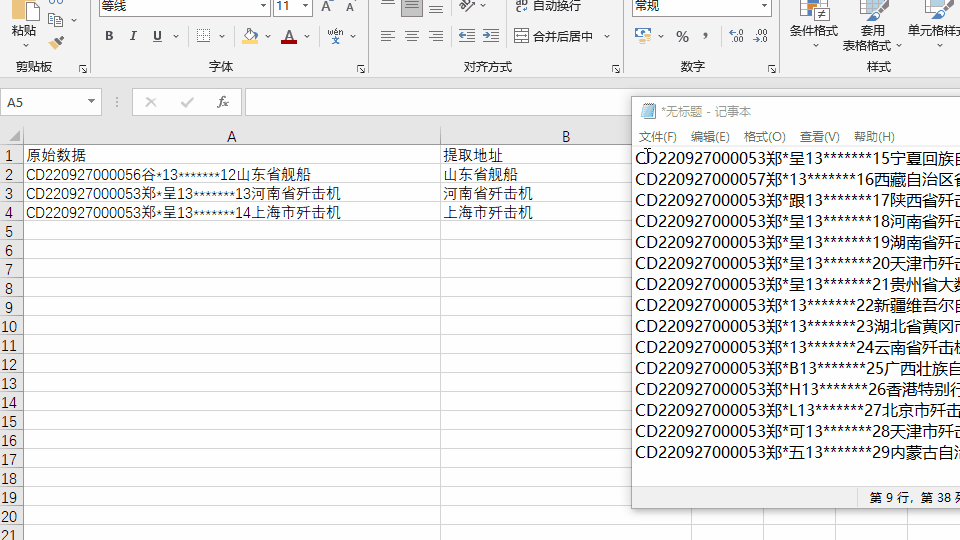 等线 11 A A 自动换行 常规
粘贴 B I U A wén 变 合并后居中 % , 条件格式 套用 单元格样式
表格格式
剪贴板 字体 对齐方式 数字 样式
A5 fx
*无标题 - 记事本
文件(F) 编辑(E) 格式(O) 查看(V) 帮助(H)
A B
1 原始数据 提取地址
2 CD220927000056谷*13*******12山东省舰船 山东省舰船
3 CD220927000053郑*呈13*******13河南省歼击机 河南省歼击机
4 CD220927000053郑*呈13*******14上海市歼击机 上海市歼击机
5
6
7
8
9
10
11
12
13
14
15
16
17
18
19
20
21
CD220927000053郑*呈13*******15宁夏回族自
CD220927000057郑*13*******16西藏自治区省
CD220927000053郑*跟13*******17陕西省歼击
CD220927000053郑*呈13*******18河南省歼击
CD220927000053郑*呈13*******19湖南省歼击
CD220927000053郑*呈13*******20天津市歼击
CD220927000053郑*呈13*******21贵州省大数
CD220927000053郑*13*******22新疆维吾尔自
CD220927000053郑*13*******23湖北省黄冈市
CD220927000053郑*13*******24云南省歼击机
CD220927000053郑*B13*******25广西壮族自
CD220927000053郑*H13*******26香港特别行
CD220927000053郑*L13*******27北京市歼击
CD220927000053郑*可13*******28天津市歼击
CD220927000053郑*五13*******29内蒙古自治
第 9 行，第 38 列